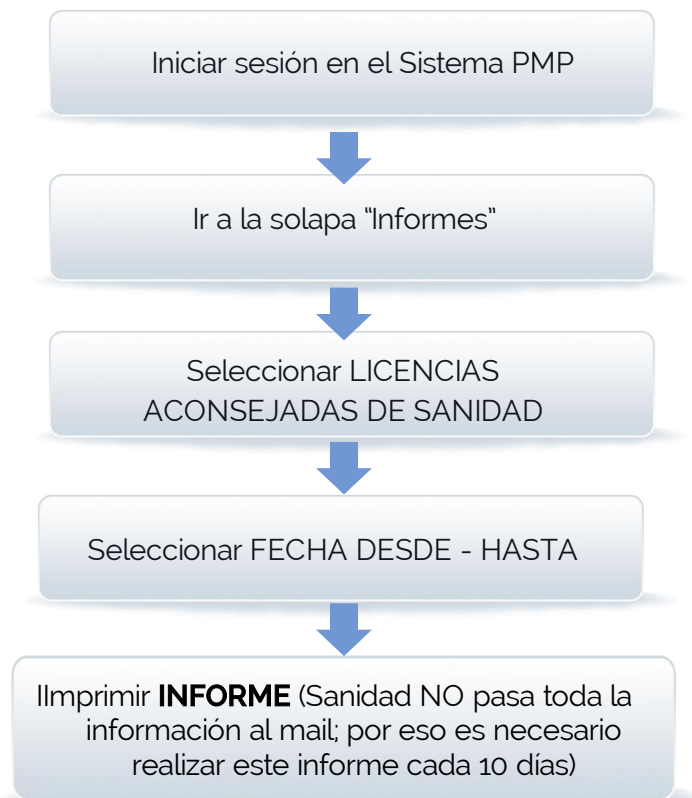 Iniciar sesión en el Sistema PMP
Ir a la solapa “Informes”
Seleccionar LICENCIAS
ACONSEJADAS DE SANIDAD
Seleccionar FECHA DESDE - HASTA
IImprimir INFORME (Sanidad NO pasa toda la
información al mail; por eso es necesario
realizar este informe cada 10 días)